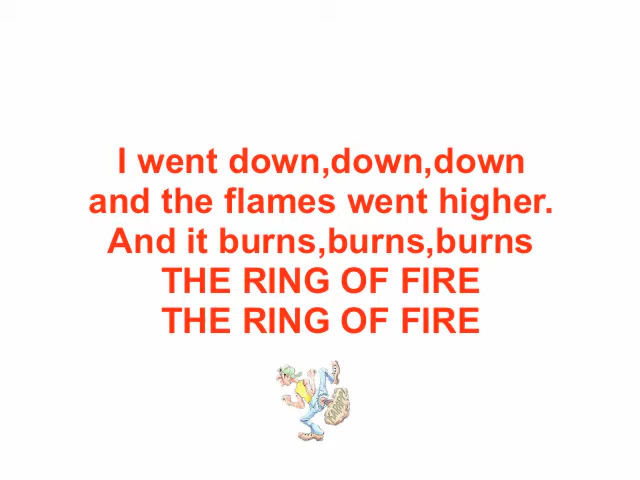 I went down,down,down
and the flames went higher.
And it burns,burns,burns
THE RING OF FIRE
THE RING OF FIRE